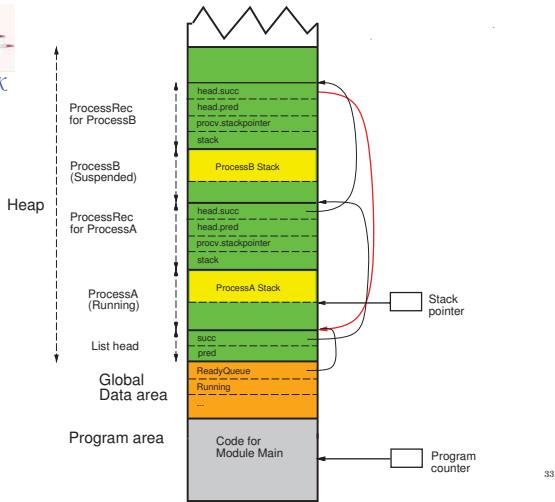 head.succ
head.pred
procv.stackpointer
stack
ProcessRec
for ProcessB
ProcessB Stack
ProcessB
(Suspended)
Heap
head.succ
head.pred
procv.stackpointer
stack
ProcessRec
for ProcessA
ProcessA Stack
ProcessA
(Running)
Stack
pointer
succ
pred
List head
ReadyQueue
Running
...
Global
Data area
Program area
Code for
Module Main
Program
counter
33